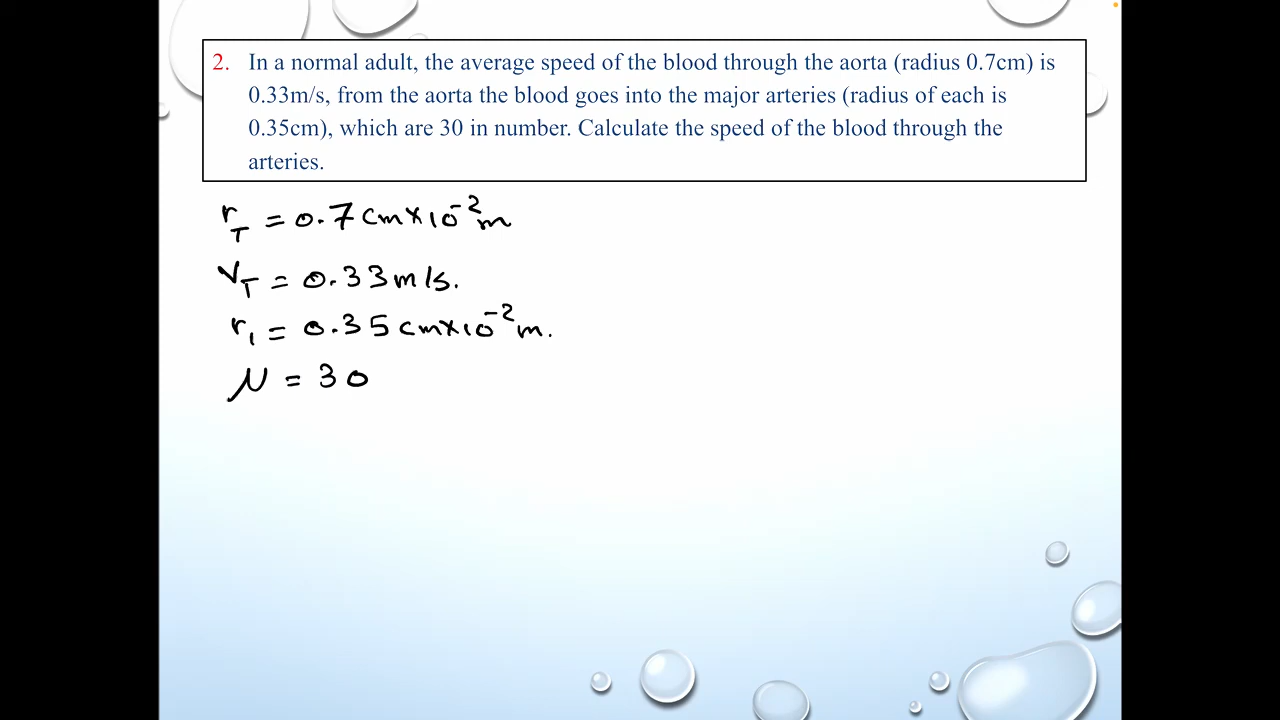 2. In a normal adult, the average speed of the blood through the aorta (radius 0.7cm) is
0.33m/s, from the aorta the blood goes into the major arteries (radius of each is
0.35cm), which are 30 in number. Calculate the speed of the blood through the
arteries.
r_T = 0.7 cm×10⁻² m
v_T = 0.33 m/s.
r₁ = 0.35 cm×10⁻² m.
N = 30